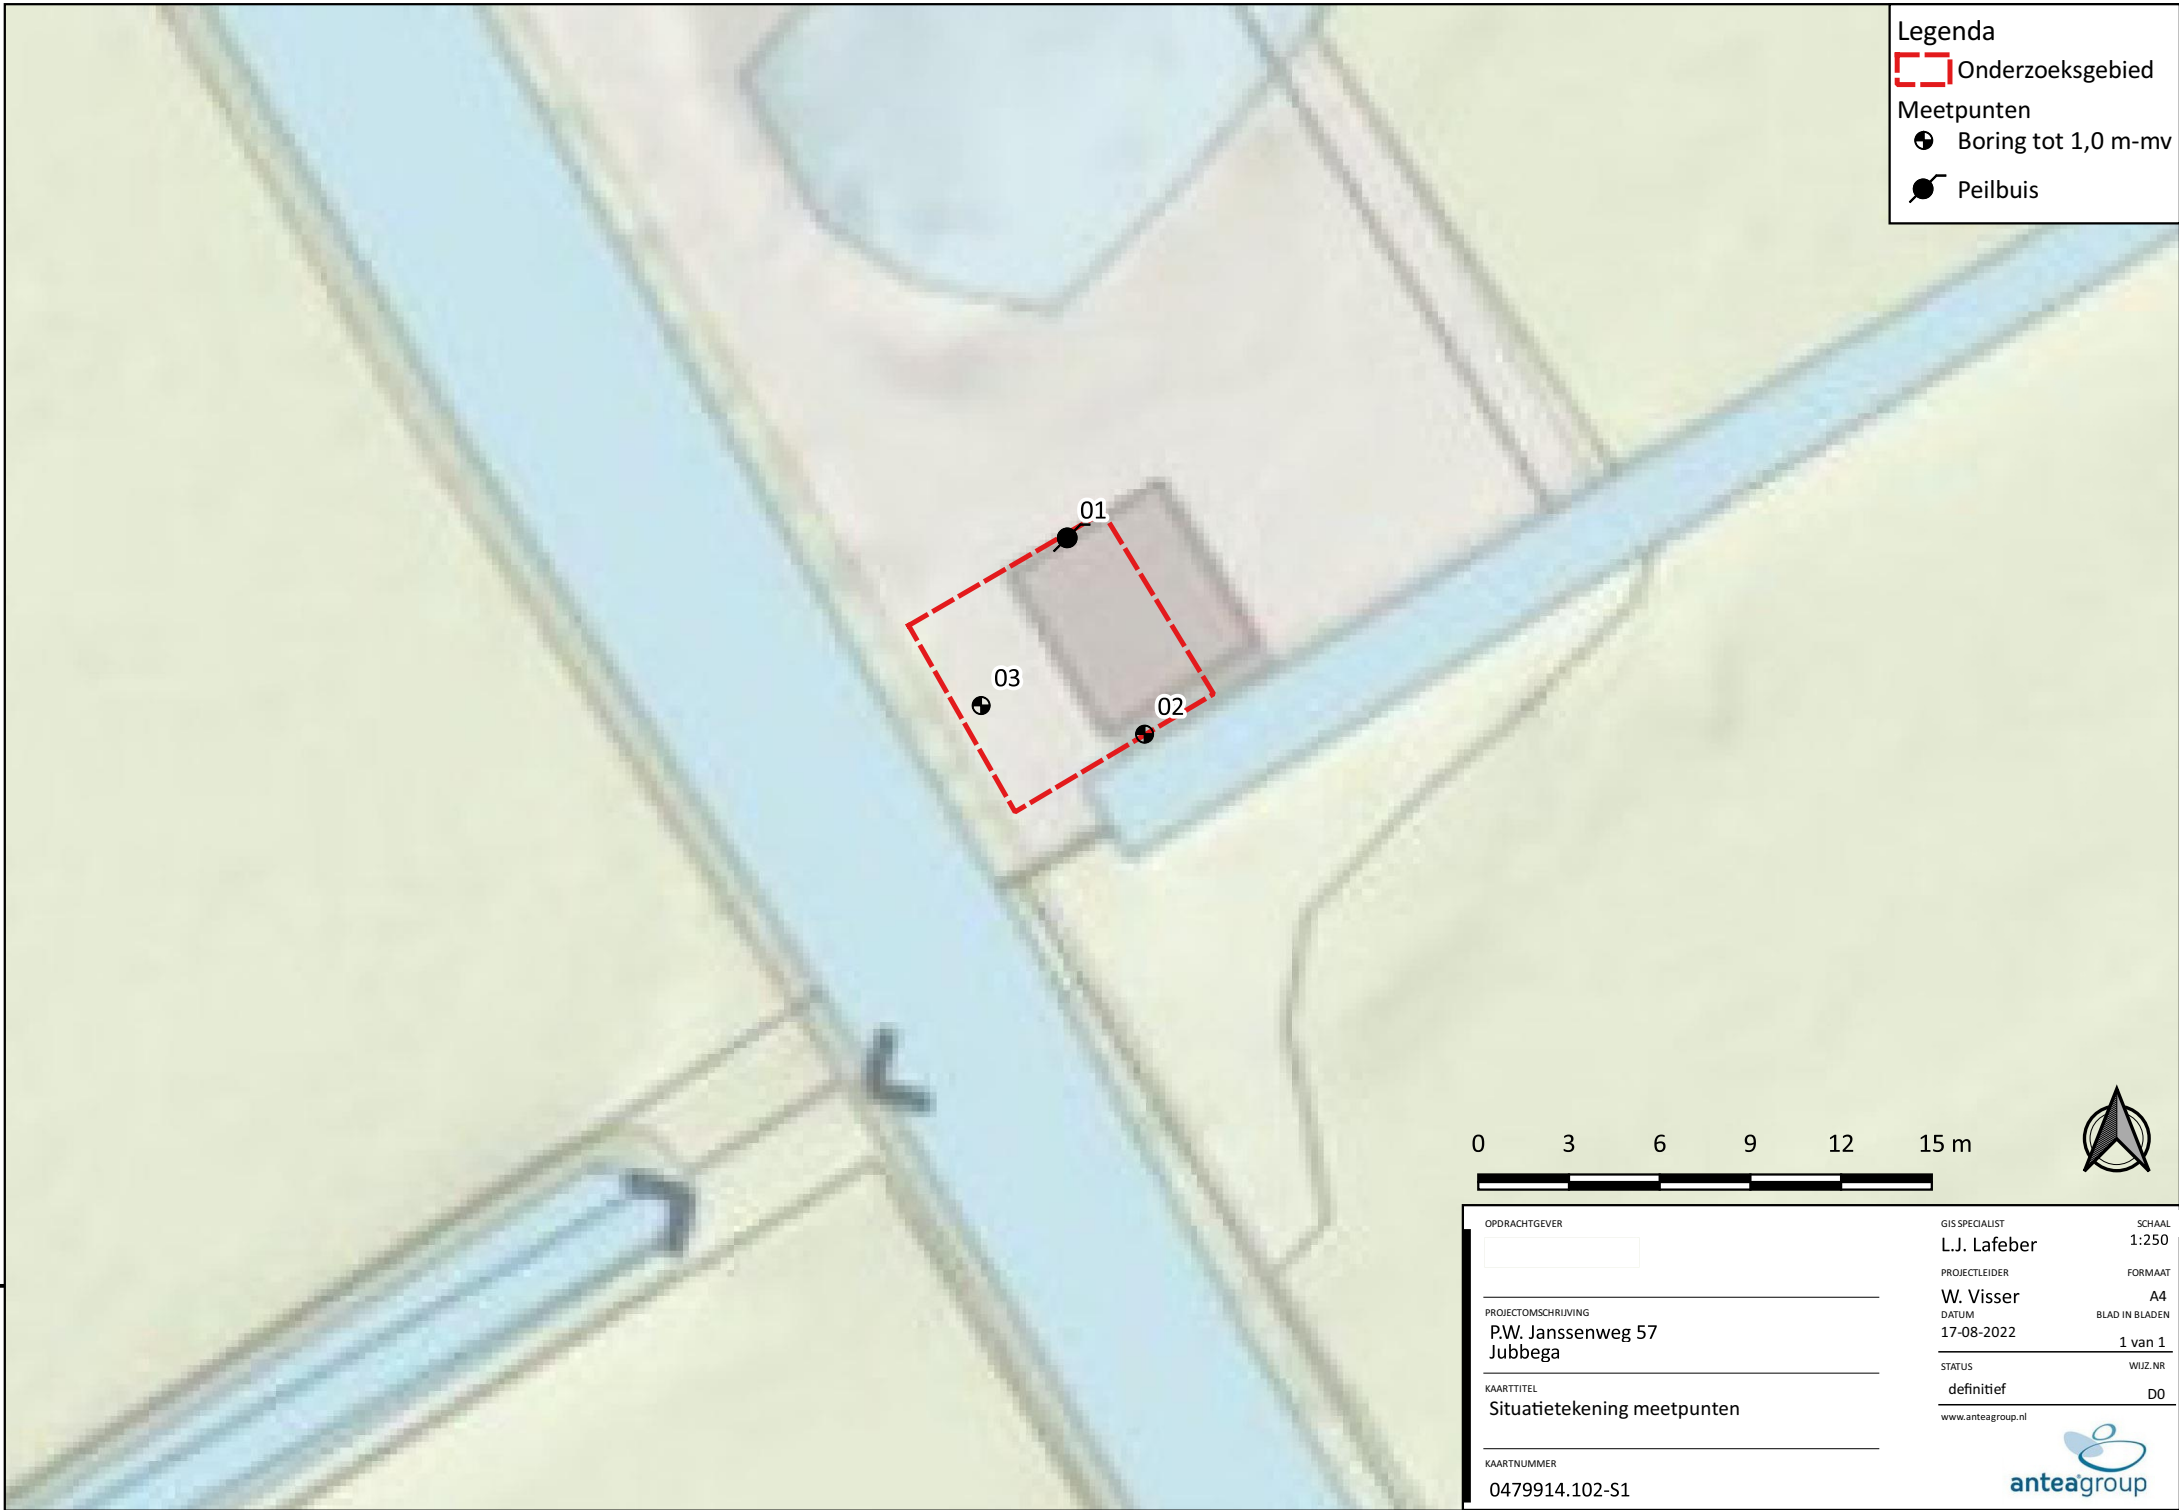 Legenda
Onderzoeksgebied
Meetpunten
Boring tot 1,0 m-mv
Peilbuis
01
03
02
0 3 6 9 12 15 m
OPDRACHTGEVER
PROJECTOMSCHRIJVING
P.W. Janssenweg 57
Jubbega
KAARTTITEL
Situatietekening meetpunten
KAARTNUMMER
0479914.102-S1
GIS SPECIALIST SCHAAL
L.J. Lafeber 1:250
PROJECTLEIDER FORMAAT
W. Visser A4
DATUM BLAD IN BLADEN
17-08-2022 1 van 1
STATUS WIJZ.NR
definitief D0
www.anteagroup.nl
anteagroup